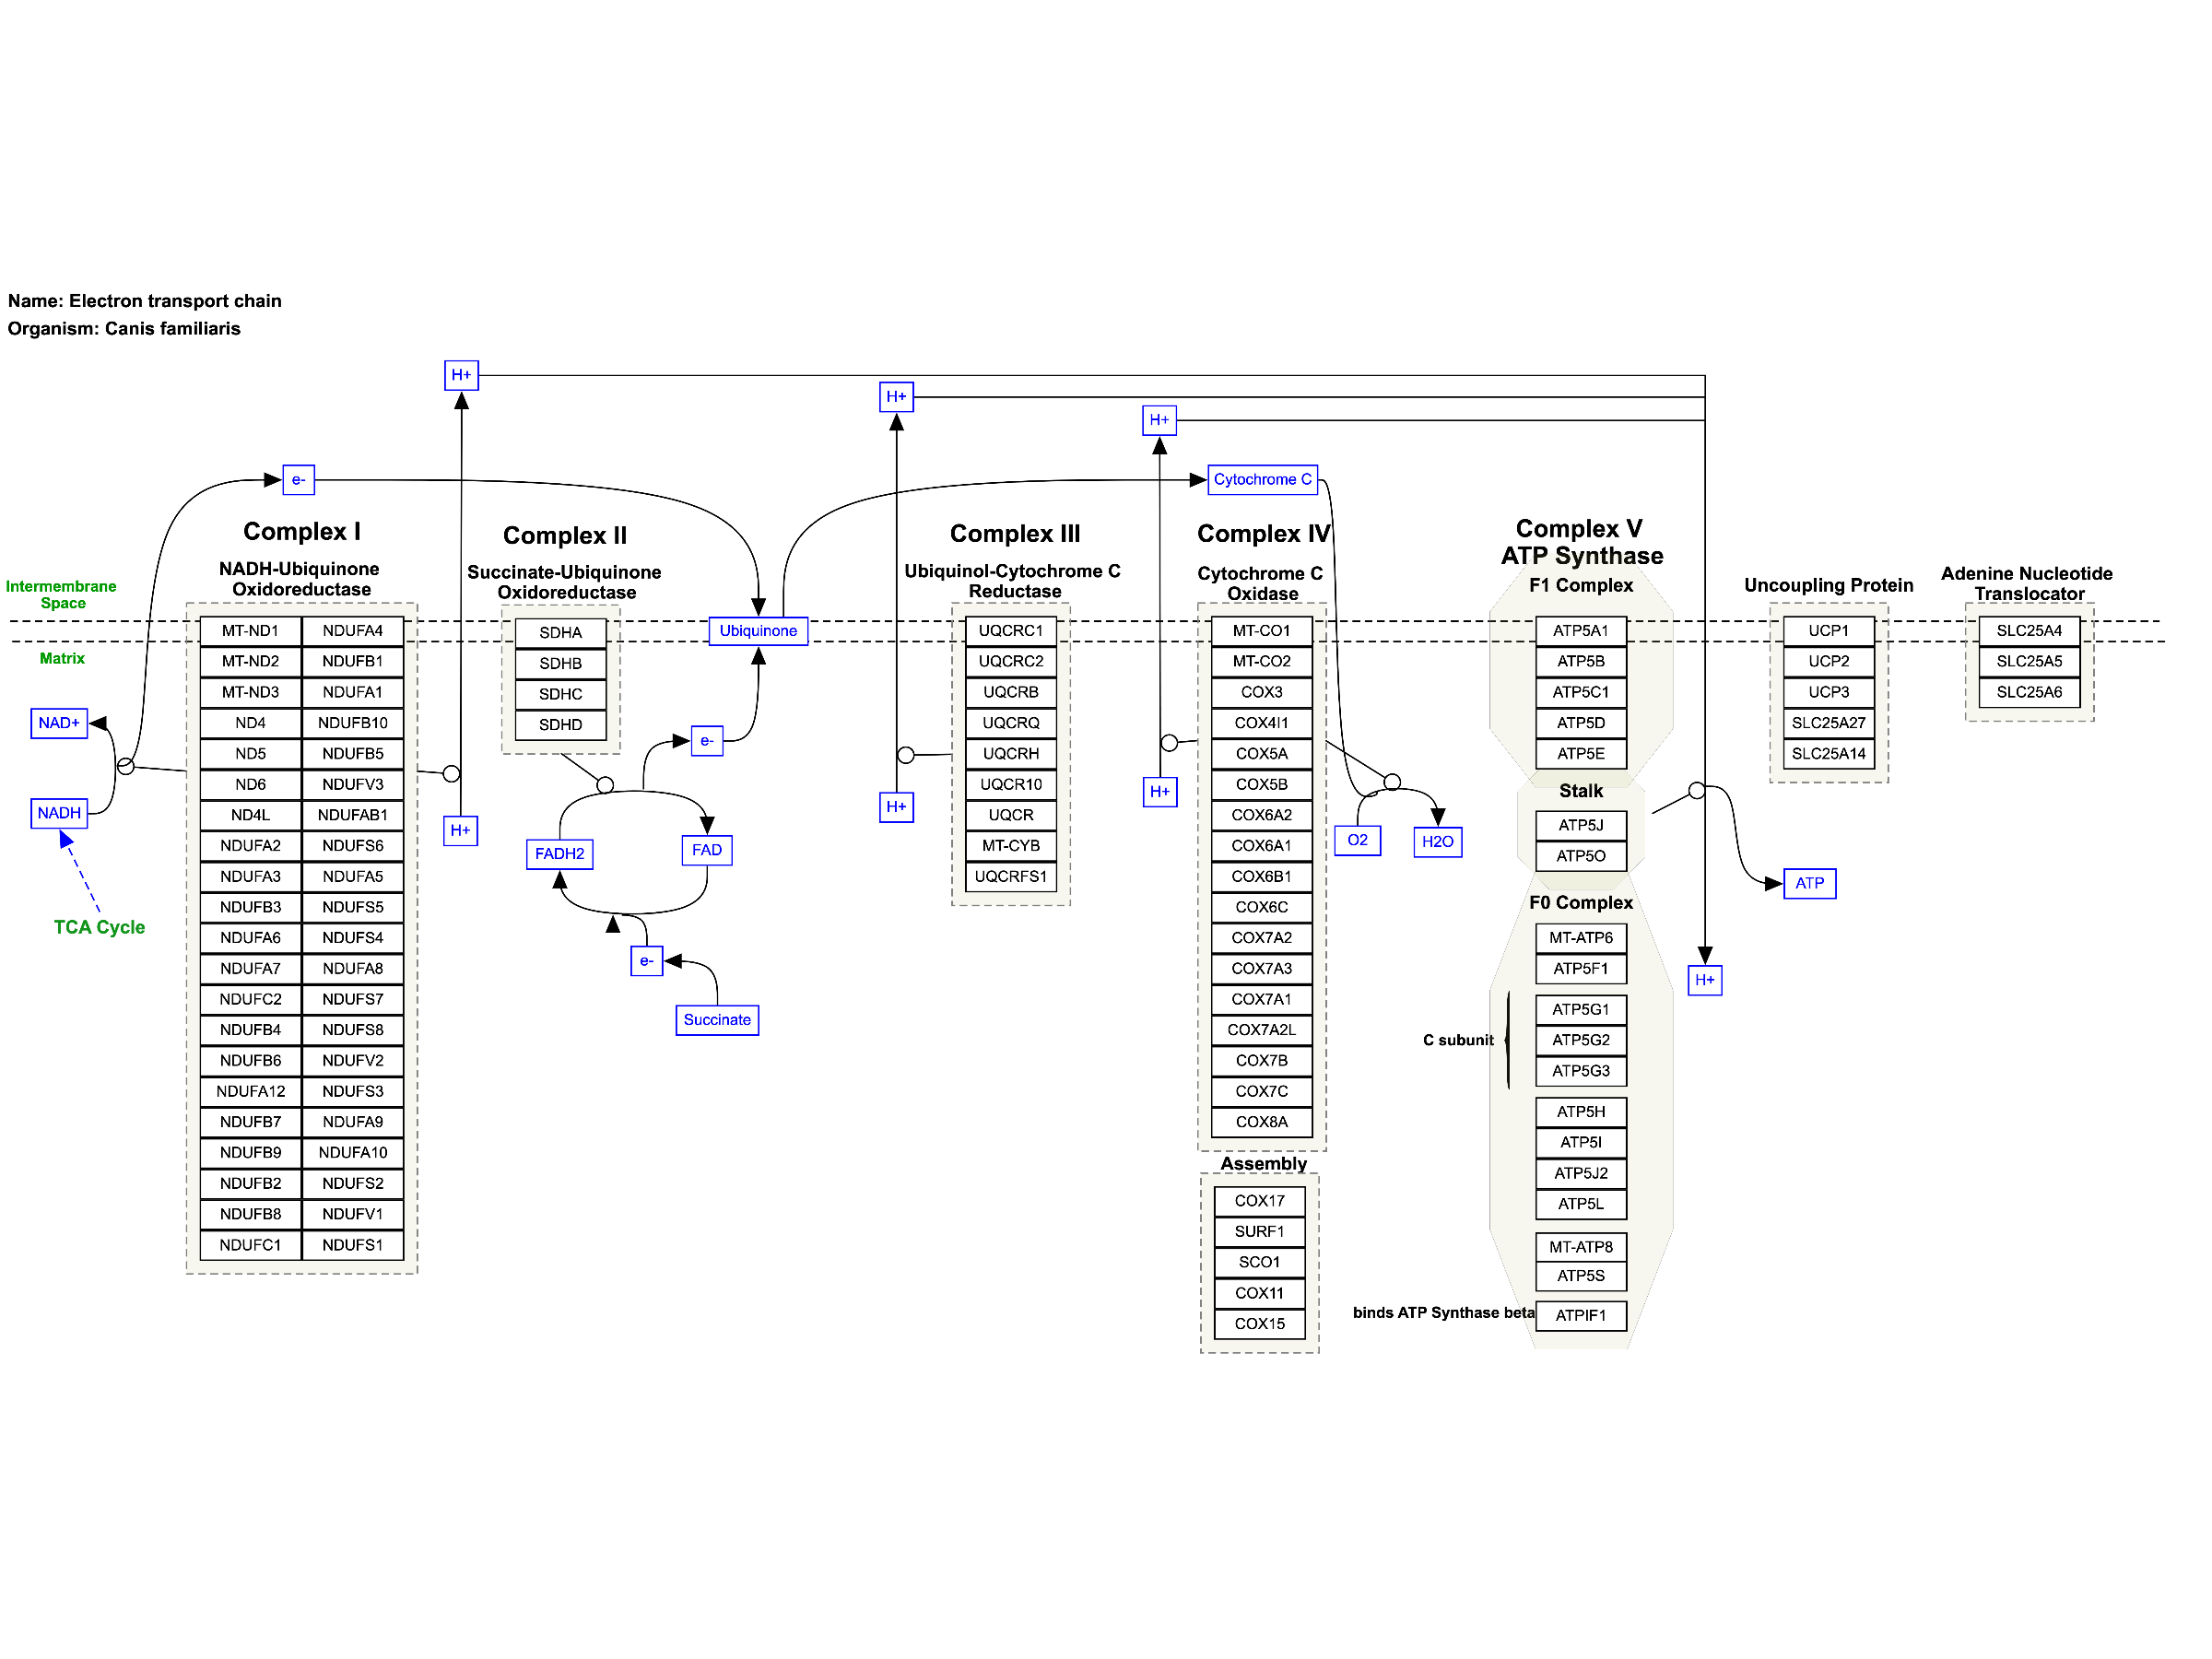 Name: Electron transport chain
Organism: Canis familiaris
H+
H+
H+
e-
Cytochrome C
Complex I
NADH-Ubiquinone
Oxidoreductase
Complex II
Succinate-Ubiquinone
Oxidoreductase
Complex III
Ubiquinol-Cytochrome C
Reductase
Complex IV
Cytochrome C
Oxidase
Complex V
ATP Synthase
F1 Complex
Uncoupling Protein
Adenine Nucleotide
Translocator
Intermembrane
Space
Matrix
NAD+
NADH
TCA Cycle
MT-ND1 NDUFA4
MT-ND2 NDUFB1
MT-ND3 NDUFA1
ND4 NDUFB10
ND5 NDUFB5
ND6 NDUFV3
ND4L NDUFAB1
NDUFA2 NDUFS6
NDUFA3 NDUFA5
NDUFB3 NDUFS5
NDUFA6 NDUFS4
NDUFA7 NDUFA8
NDUFC2 NDUFS7
NDUFB4 NDUFS8
NDUFB6 NDUFV2
NDUFA12 NDUFS3
NDUFB7 NDUFA9
NDUFB9 NDUFA10
NDUFB2 NDUFS2
NDUFB8 NDUFV1
NDUFC1 NDUFS1
H+
SDHA
SDHB
SDHC
SDHD
Ubiquinone
e-
FADH2
FAD
e-
Succinate
H+
UQCRC1
UQCRC2
UQCRB
UQCRQ
UQCRH
UQCR10
UQCR
MT-CYB
UQCRFS1
H+
MT-CO1
MT-CO2
COX3
COX4I1
COX5A
COX5B
COX6A2
COX6A1
COX6B1
COX6C
COX7A2
COX7A3
COX7A1
COX7A2L
COX7B
COX7C
COX8A
Assembly
COX17
SURF1
SCO1
COX11
COX15
O2
H2O
ATP5A1
ATP5B
ATP5C1
ATP5D
ATP5E
Stalk
ATP5J
ATP5O
F0 Complex
MT-ATP6
ATP5F1
C subunit
ATP5G1
ATP5G2
ATP5G3
ATP5H
ATP5I
ATP5J2
ATP5L
MT-ATP8
ATP5S
binds ATP Synthase beta
ATPIF1
ATP
H+
UCP1
UCP2
UCP3
SLC25A27
SLC25A14
SLC25A4
SLC25A5
SLC25A6